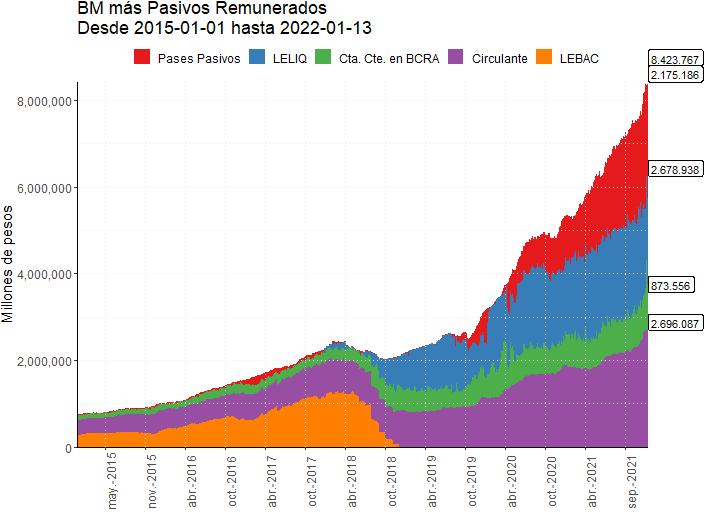 BM más Pasivos Remunerados
Desde 2015-01-01 hasta 2022-01-13
Pases Pasivos LELIQ Cta. Cte. en BCRA Circulante LEBAC
8.423.767
2.175.186
2.678.938
873.556
2.696.087
Millones de pesos
8,000,000
6,000,000
4,000,000
2,000,000
0
may.-2015
nov.-2015
abr.-2016
oct.-2016
abr.-2017
oct.-2017
abr.-2018
oct.-2018
abr.-2019
oct.-2019
abr.-2020
oct.-2020
abr.-2021
sep.-2021